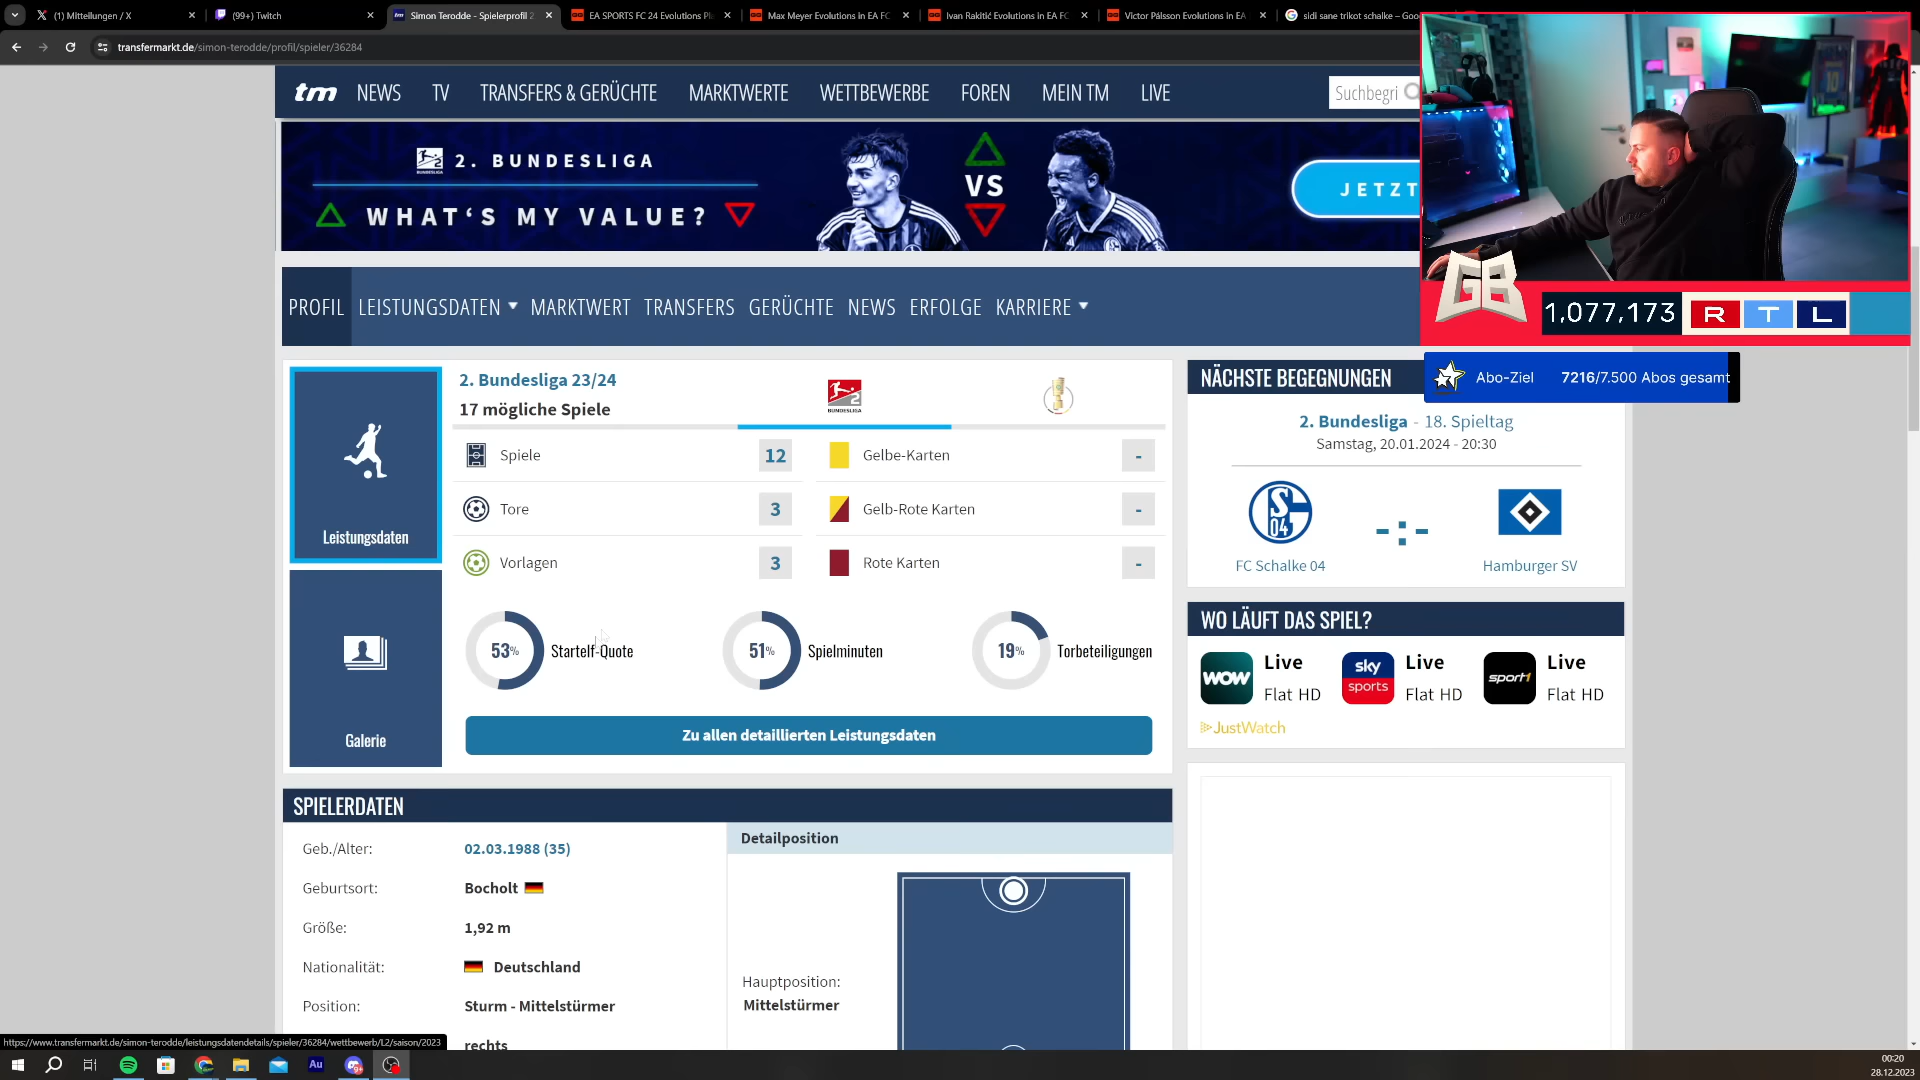 (1) Mitteilungen / X
(99+) Twitch
Simon Terodde - Spielerprofil 2
EA SPORTS FC 24 Evolutions Pl
Max Meyer Evolutions in EA FC
Ivan Rakitić Evolutions in EA FC
Victor Pálsson Evolutions in EA
sidi sane trikot schalke – Goo
transfermarkt.de/simon-terodde/profil/spieler/36284
tm NEWS TV TRANSFERS & GERÜCHTE MARKTWERTE WETTBEWERBE FOREN MEIN TM LIVE Suchbegri
2. BUNDESLIGA
WHAT'S MY VALUE?
VS
JETZT
PROFIL LEISTUNGSDATEN MARKTWERT TRANSFERS GERÜCHTE NEWS ERFOLGE KARRIERE
GB
1,077,173 R T L
Abo-Ziel 7216/7.500 Abos gesamt
Leistungsdaten
Galerie
2. Bundesliga 23/24
17 mögliche Spiele
BUNDESLIGA
Spiele 12 Gelbe-Karten -
Tore 3 Gelb-Rote Karten -
Vorlagen 3 Rote Karten -
53% Startelf-Quote 51% Spielminuten 19% Torbeteiligungen
Zu allen detaillierten Leistungsdaten
NÄCHSTE BEGEGNUNGEN
2. Bundesliga - 18. Spieltag
Samstag, 20.01.2024 - 20:30
S 04
-:-
FC Schalke 04 Hamburger SV
WO LÄUFT DAS SPIEL?
WOW Live Flat HD
sky sports Live Flat HD
sport1 Live Flat HD
JustWatch
SPIELERDATEN
Geb./Alter: 02.03.1988 (35)
Geburtsort: Bocholt
Größe: 1,92 m
Nationalität: Deutschland
Position: Sturm - Mittelstürmer
rechts
Detailposition
Hauptposition:
Mittelstürmer
https://www.transfermarkt.de/simon-terodde/leistungsdatendetails/spieler/36284/wettbewerb/L2/saison/2023
Au
00:20
28.12.2023